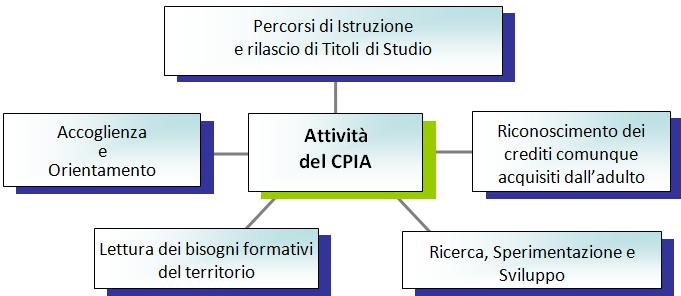 Percorsi di Istruzione
e rilascio di Titoli di Studio
Accoglienza
e
Orientamento
Attività
del CPIA
Riconoscimento dei
crediti comunque
acquisiti dall'adulto
Lettura dei bisogni formativi
del territorio
Ricerca, Sperimentazione e
Sviluppo